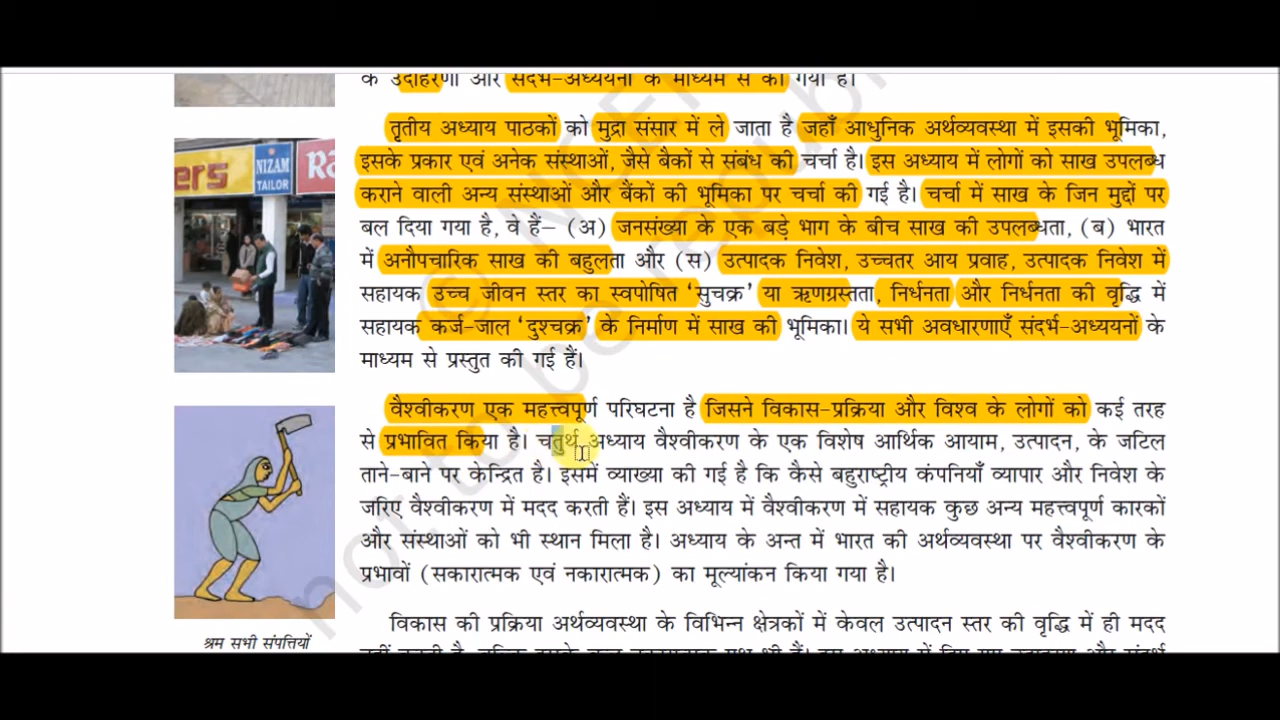 के उदाहरणों और संदर्भ-अध्ययनों के माध्यम से की गयी है।
ers
NIZAM
TAILOR
Ra
तृतीय अध्याय पाठकों को मुद्रा संसार में ले जाता है जहाँ आधुनिक अर्थव्यवस्था में इसकी भूमिका,
इसके प्रकार एवं अनेक संस्थाओं, जैसे बैकों से संबंध की चर्चा है। इस अध्याय में लोगों को साख उपलब्ध
कराने वाली अन्य संस्थाओं और बैंकों की भूमिका पर चर्चा की गई है। चर्चा में साख के जिन मुद्दों पर
बल दिया गया है, वे हैं– (अ) जनसंख्या के एक बड़े भाग के बीच साख की उपलब्धता, (ब) भारत
में अनौपचारिक साख की बहुलता और (स) उत्पादक निवेश, उच्चतर आय प्रवाह, उत्पादक निवेश में
सहायक उच्च जीवन स्तर का स्वपोषित ‘सुचक्र’ या ऋणग्रस्तता, निर्धनता और निर्धनता की वृद्धि में
सहायक कर्ज-जाल ‘दुश्चक्र’ के निर्माण में साख की भूमिका। ये सभी अवधारणाएँ संदर्भ-अध्ययनों के
माध्यम से प्रस्तुत की गई हैं।
वैश्वीकरण एक महत्त्वपूर्ण परिघटना है जिसने विकास-प्रक्रिया और विश्व के लोगों को कई तरह
से प्रभावित किया है। चतुर्थ अध्याय वैश्वीकरण के एक विशेष आर्थिक आयाम, उत्पादन, के जटिल
ताने-बाने पर केन्द्रित है। इसमें व्याख्या की गई है कि कैसे बहुराष्ट्रीय कंपनियाँ व्यापार और निवेश के
जरिए वैश्वीकरण में मदद करती हैं। इस अध्याय में वैश्वीकरण में सहायक कुछ अन्य महत्त्वपूर्ण कारकों
और संस्थाओं को भी स्थान मिला है। अध्याय के अन्त में भारत की अर्थव्यवस्था पर वैश्वीकरण के
प्रभावों (सकारात्मक एवं नकारात्मक) का मूल्यांकन किया गया है।
विकास की प्रक्रिया अर्थव्यवस्था के विभिन्न क्षेत्रकों में केवल उत्पादन स्तर की वृद्धि में ही मदद
श्रम सभी संपत्तियों